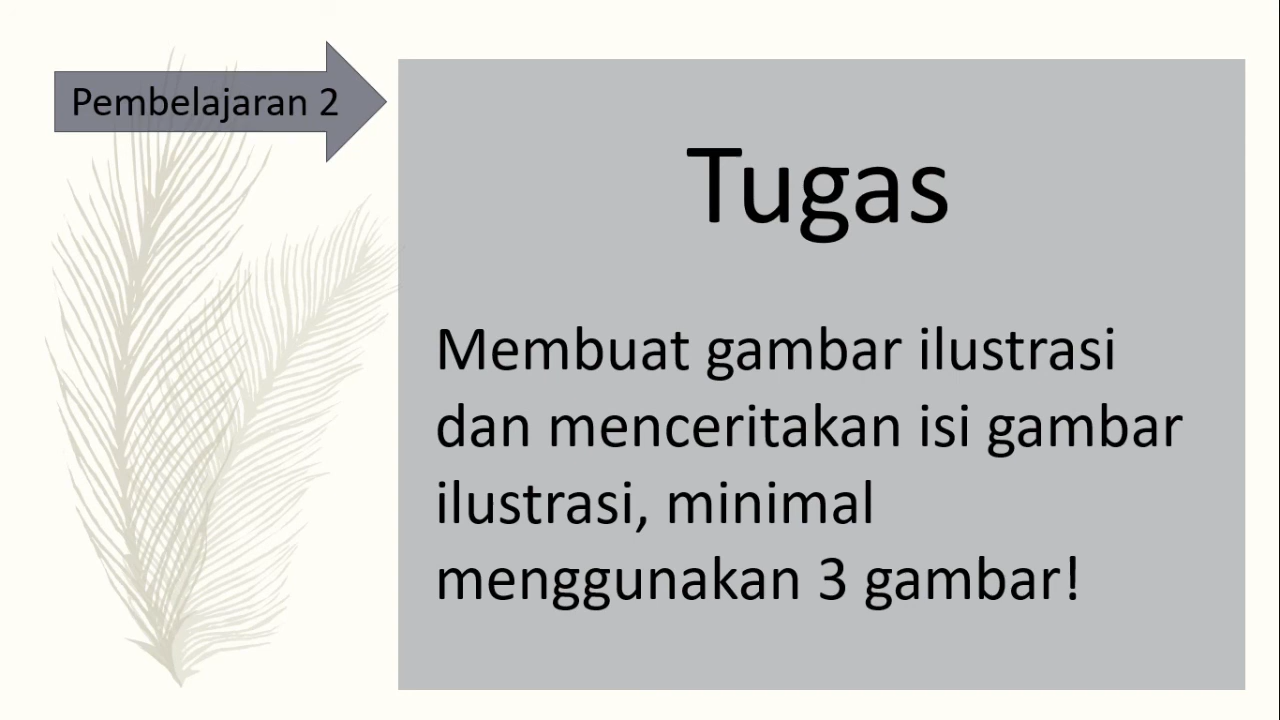 Pembelajaran 2
Tugas
Membuat gambar ilustrasi
dan menceritakan isi gambar
ilustrasi, minimal
menggunakan 3 gambar!